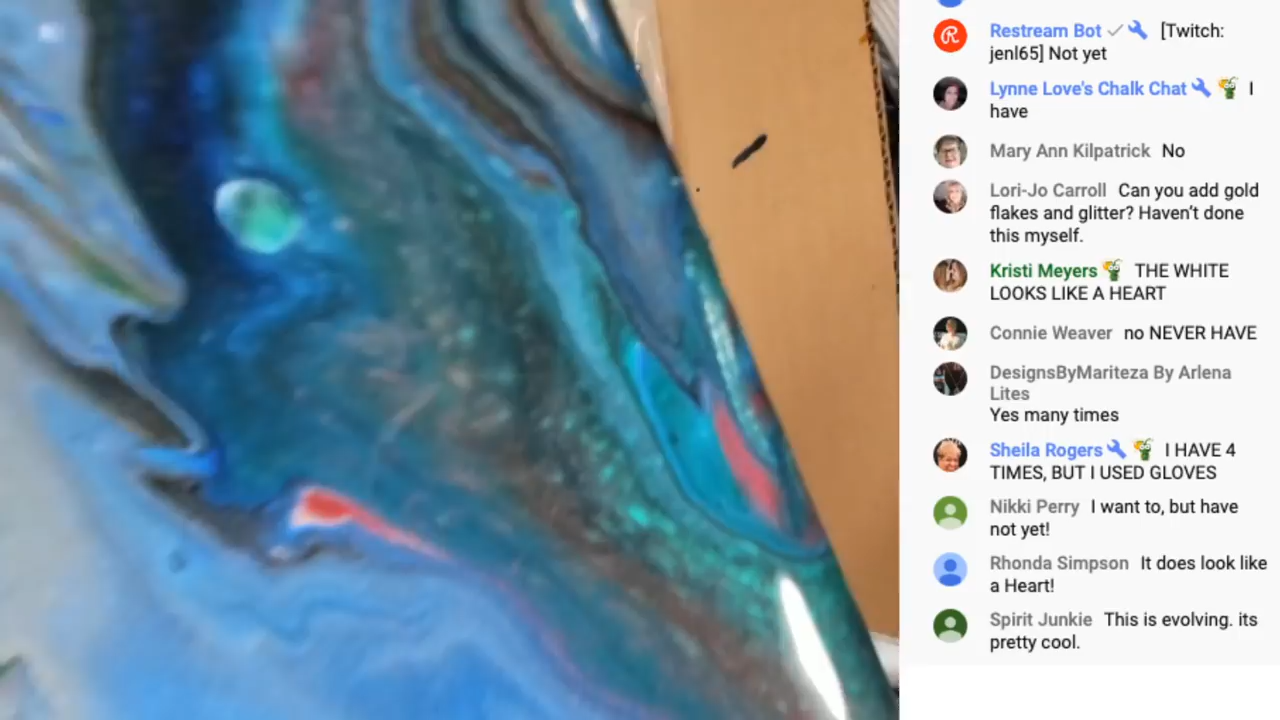 Restream Bot [Twitch:
jenl65] Not yet
Lynne Love's Chalk Chat I
have
Mary Ann Kilpatrick No
Lori-Jo Carroll Can you add gold
flakes and glitter? Haven't done
this myself.
Kristi Meyers THE WHITE
LOOKS LIKE A HEART
Connie Weaver no NEVER HAVE
DesignsByMariteza By Arlena
Lites
Yes many times
Sheila Rogers I HAVE 4
TIMES, BUT I USED GLOVES
Nikki Perry I want to, but have
not yet!
Rhonda Simpson It does look like
a Heart!
Spirit Junkie This is evolving. its
pretty cool.